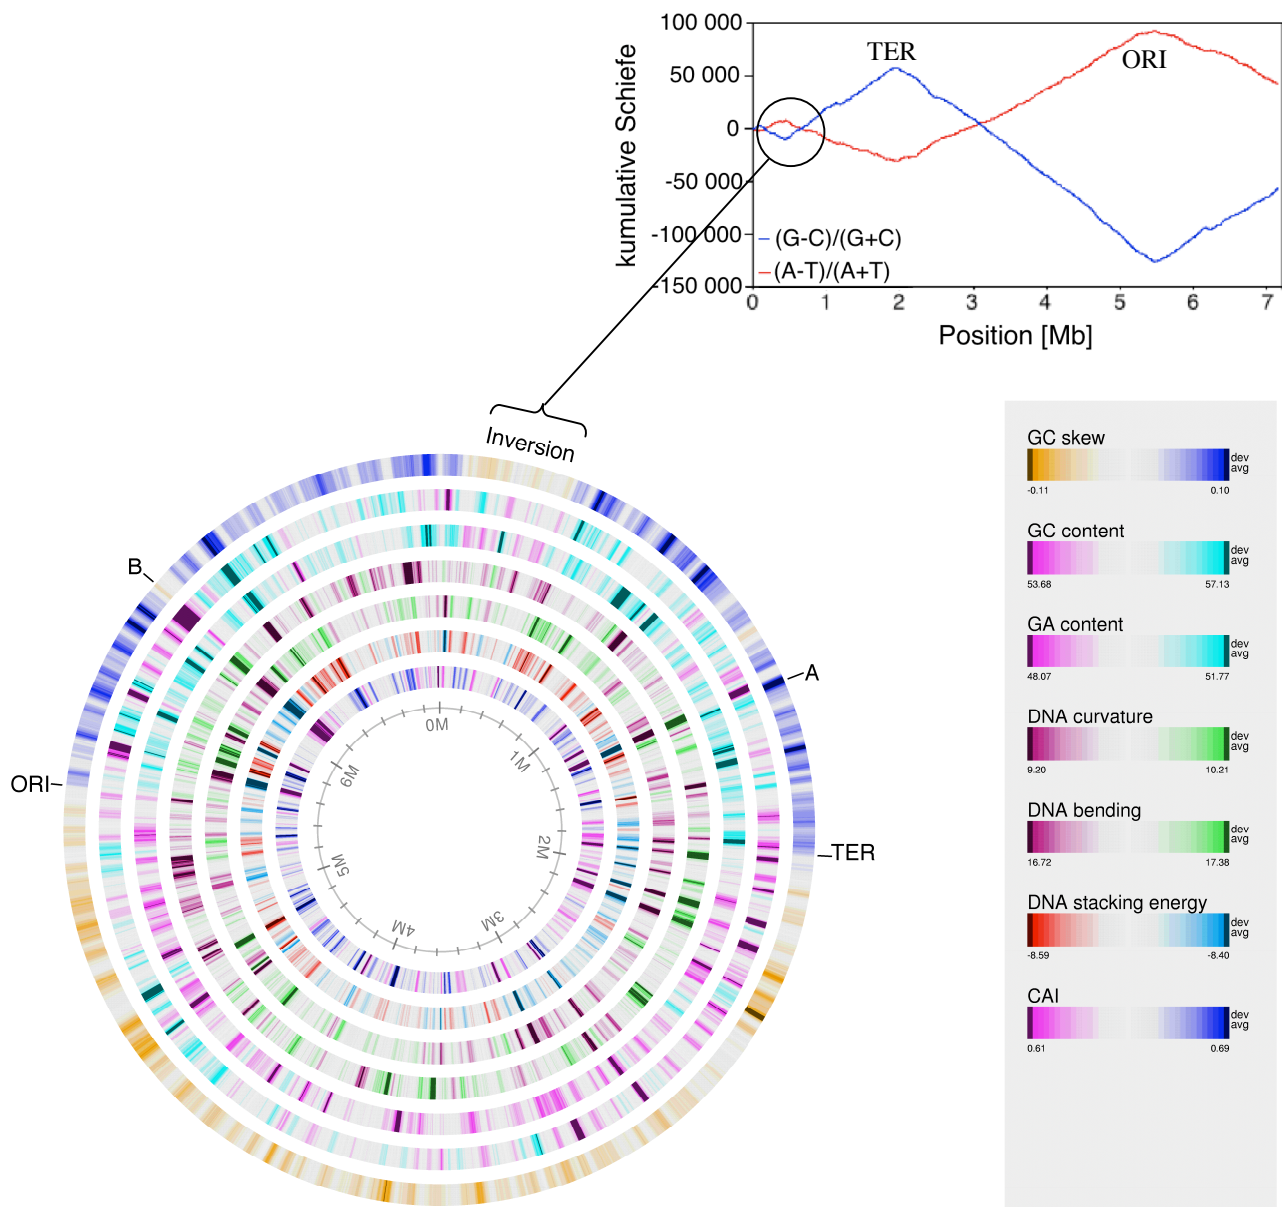 100 000
50 000
0
-50 000
-100 000
-150 000
kumulative Schiefe
TER
ORI
(G-C)/(G+C)
(A-T)/(A+T)
0 1 2 3 4 5 6 7
Position [Mb]
Inversion
B
A
ORI
TER
0M
1M
2M
3M
4M
5M
6M
GC skew
dev
avg
-0.11 0.10
GC content
dev
avg
53.68 57.13
GA content
dev
avg
48.07 51.77
DNA curvature
dev
avg
9.20 10.21
DNA bending
dev
avg
16.72 17.38
DNA stacking energy
dev
avg
-8.59 -8.40
CAI
dev
avg
0.61 0.69